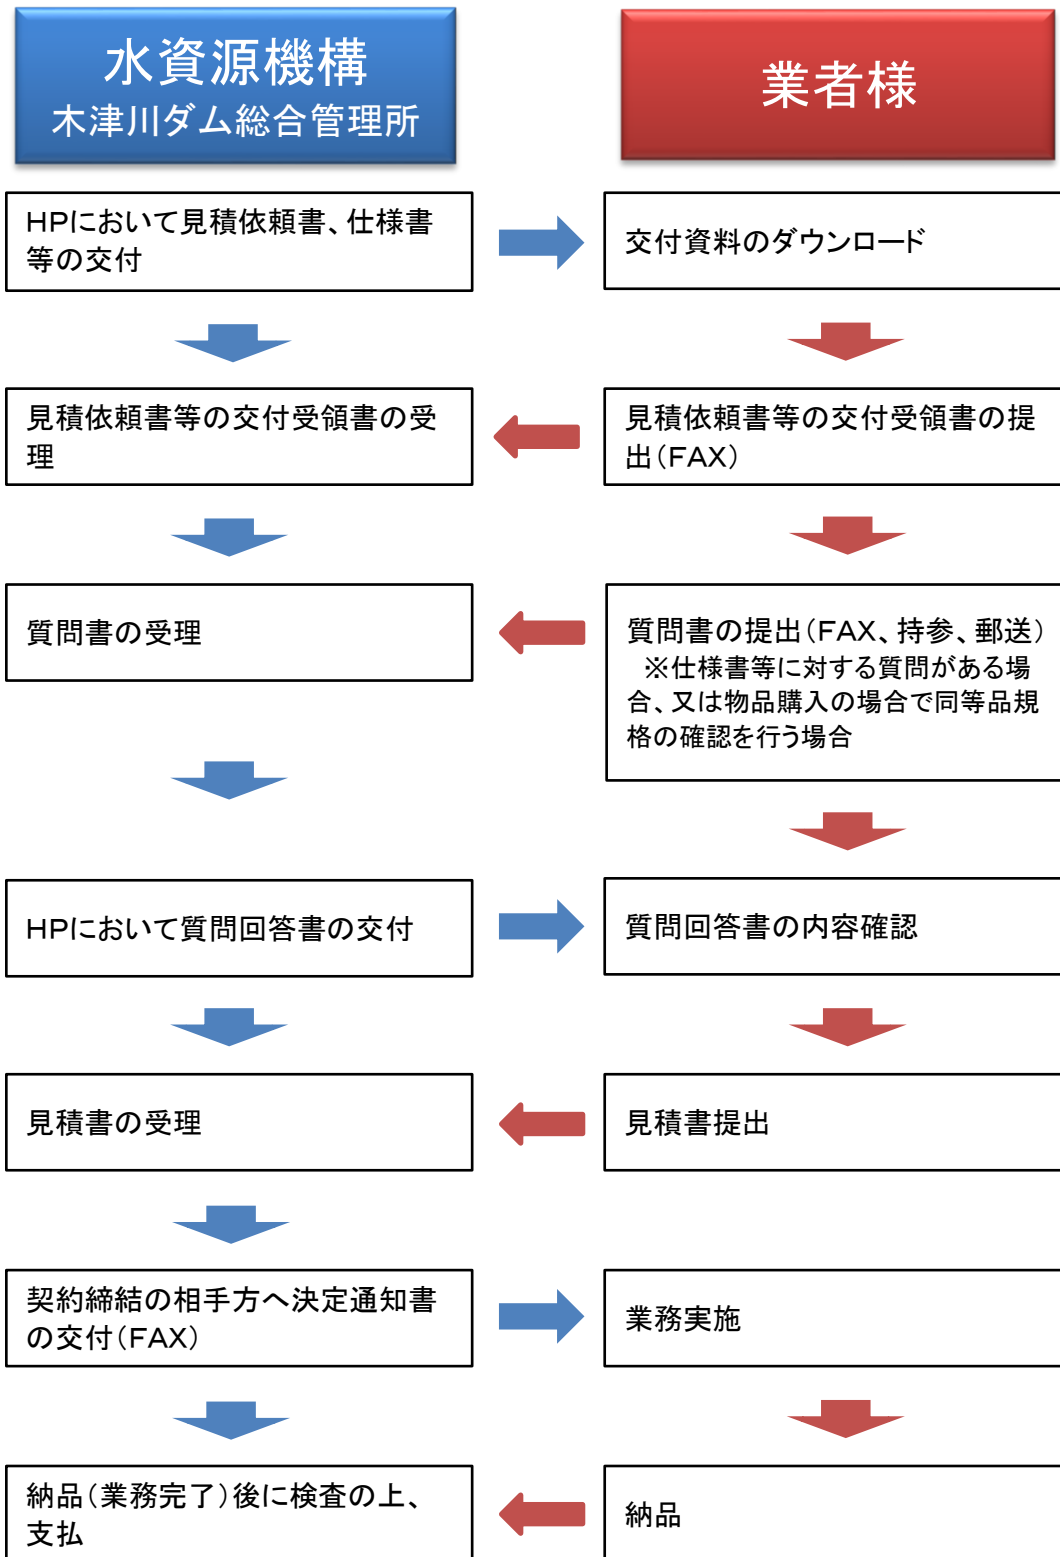 水資源機構
木津川ダム総合管理所
業者様
HPにおいて見積依頼書、仕様書
等の交付
交付資料のダウンロード
見積依頼書等の交付受領書の受
理
見積依頼書等の交付受領書の提
出（FAX）
質問書の受理
質問書の提出（FAX、持参、郵送）
※仕様書等に対する質問がある場
合、又は物品購入の場合で同等品規
格の確認を行う場合
HPにおいて質問回答書の交付
質問回答書の内容確認
見積書の受理
見積書提出
契約締結の相手方へ決定通知書
の交付（FAX）
業務実施
納品（業務完了）後に検査の上、
支払
納品